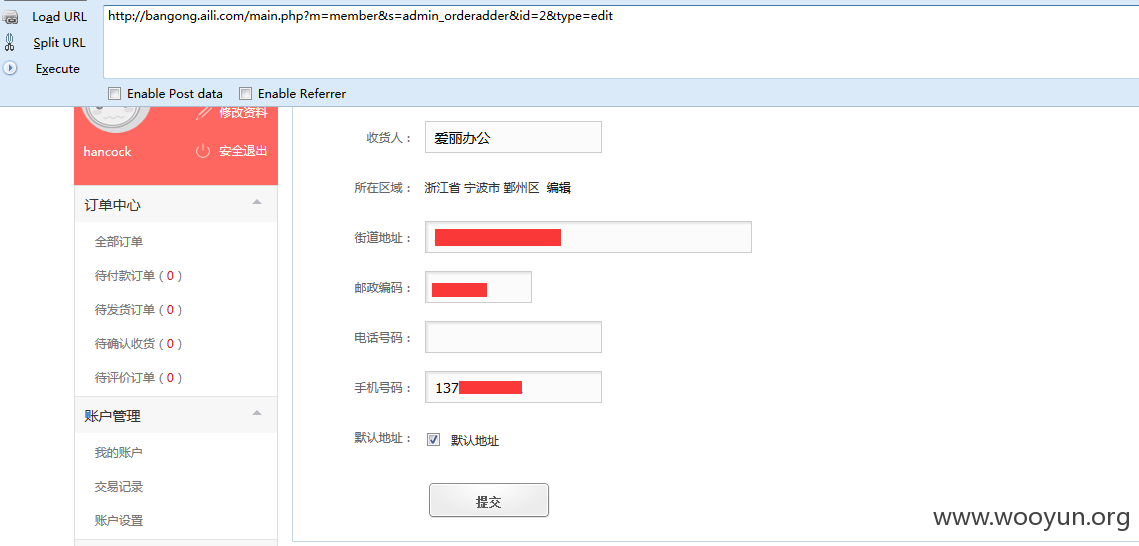 Load URL
http://bangong.aili.com/main.php?m=member&s=admin_orderadder&id=2&type=edit
Split URL
Execute
Enable Post data
Enable Referrer
修改资料
hancock
安全退出
订单中心
全部订单
待付款订单 ( 0 )
待发货订单 ( 0 )
待确认收货 ( 0 )
待评价订单 ( 0 )
账户管理
我的账户
交易记录
账户设置
收货人：
爱丽办公
所在区域：
浙江省 宁波市 鄞州区 编辑
街道地址：
邮政编码：
电话号码：
手机号码：
137
默认地址：
默认地址
提交
www.wooyun.org